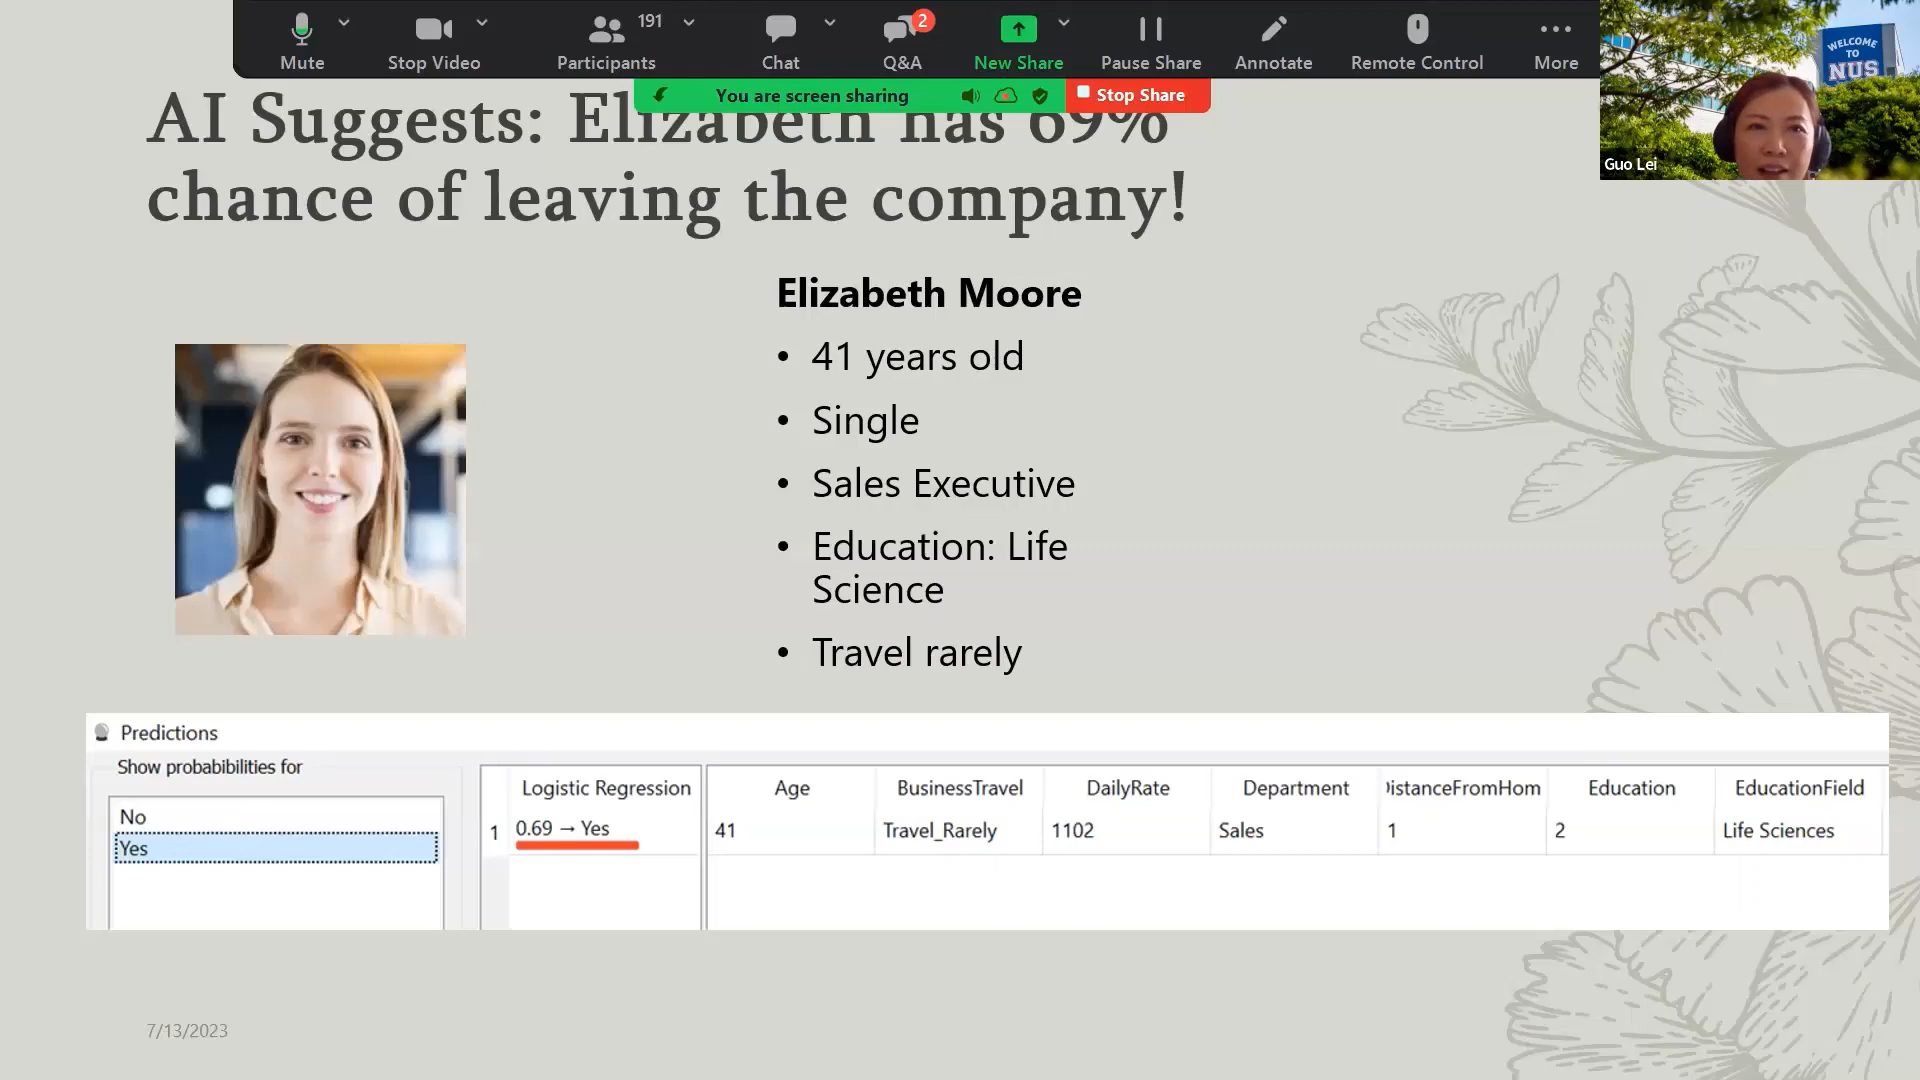 191
2
Mute
Stop Video
Participants
Chat
Q&A
New Share
Pause Share
Annotate
Remote Control
More
You are screen sharing
Stop Share
WELCOME
TO
NUS
Guo Lei
AI Suggests: Elizabeth has 69%
chance of leaving the company!
Elizabeth Moore
• 41 years old
• Single
• Sales Executive
• Education: Life
Science
• Travel rarely
Predictions
Show probabibilities for
No
Yes
Logistic Regression Age BusinessTravel DailyRate Department istanceFromHom Education EducationField
1 0.69 → Yes 41 Travel_Rarely 1102 Sales 1 2 Life Sciences
7/13/2023